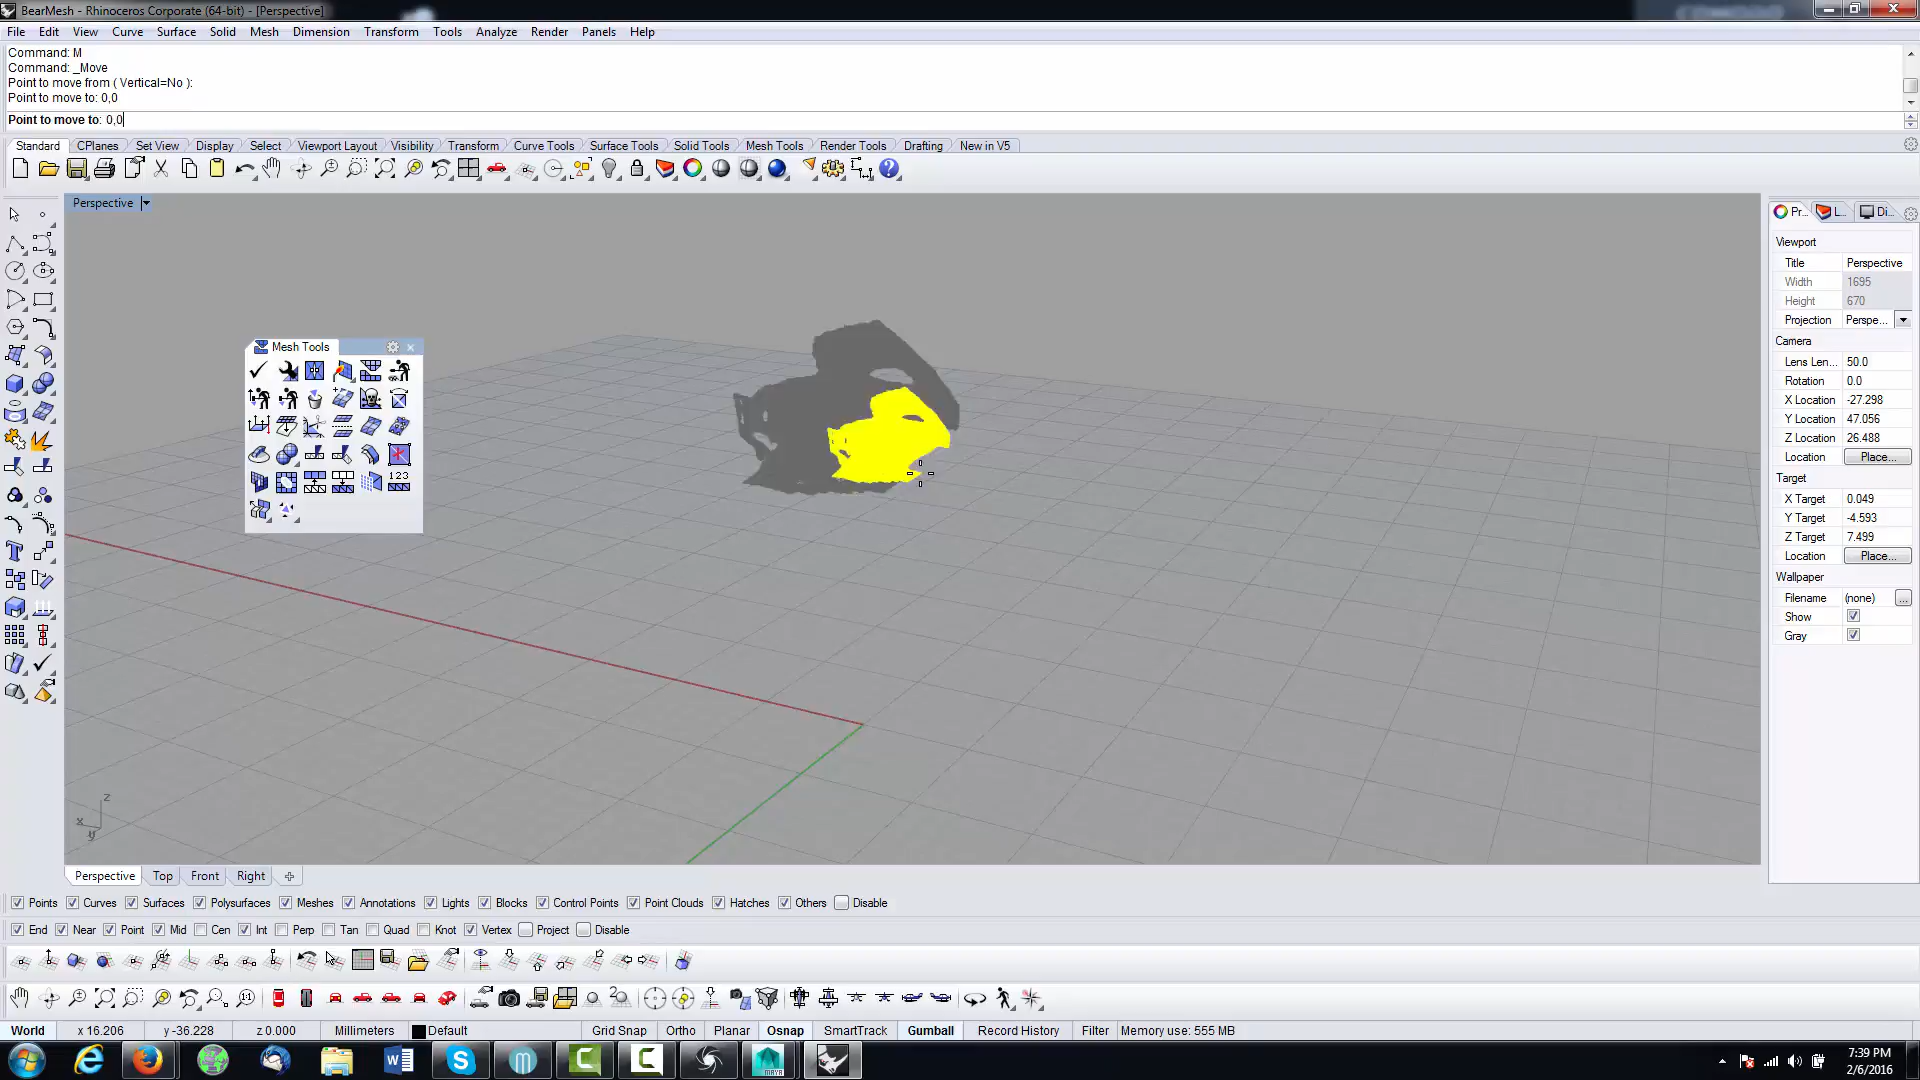 BearMesh - Rhinoceros Corporate (64-bit) - [Perspective]
File Edit View Curve Surface Solid Mesh Dimension Transform Tools Analyze Render Panels Help
Command: M
Command: _Move
Point to move from ( Vertical=No ):
Point to move to: 0,0
Point to move to: 0,0
Standard CPlanes Set View Display Select Viewport Layout Visibility Transform Curve Tools Surface Tools Solid Tools Mesh Tools Render Tools Drafting New in V5
Perspective
Pr... L... Di...
Viewport
Title Perspective
Width 1695
Height 670
Projection Perspe...
Camera
Lens Len... 50.0
Rotation 0.0
X Location -27.298
Y Location 47.056
Z Location 26.488
Location Place...
Target
X Target 0.049
Y Target -4.593
Z Target 7.499
Location Place...
Wallpaper
Filename (none) ...
Show
Gray
Mesh Tools
123
z
x
y
Perspective Top Front Right
Points Curves Surfaces Polysurfaces Meshes Annotations Lights Blocks Control Points Point Clouds Hatches Others Disable
End Near Point Mid Cen Int Perp Tan Quad Knot Vertex Project Disable
World x 16.206 y -36.228 z 0.000 Millimeters Default Grid Snap Ortho Planar Osnap SmartTrack Gumball Record History Filter Memory use: 555 MB
7:39 PM
2/6/2016